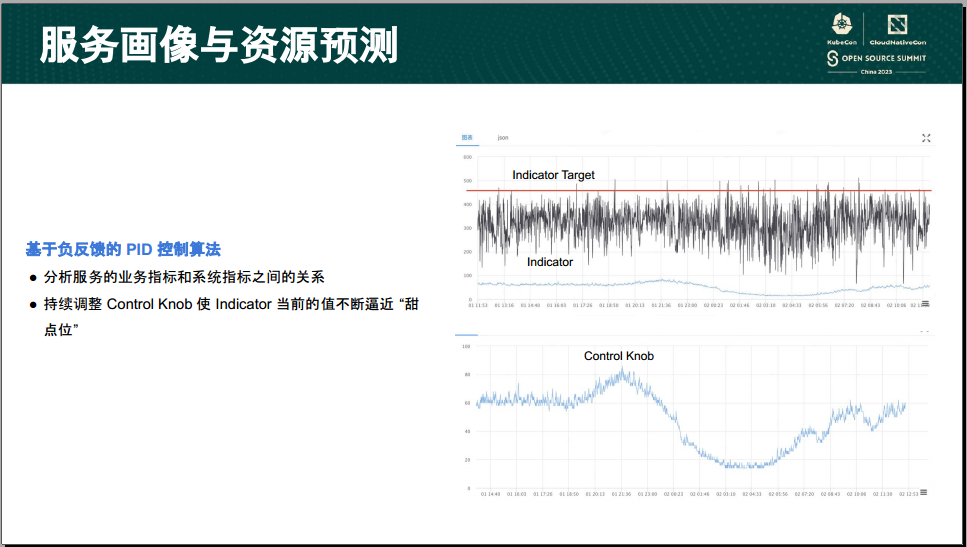 服务画像与资源预测
KubeCon
CloudNativeCon
OPEN SOURCE SUMMIT
China 2023
基于负反馈的 PID 控制算法
● 分析服务的业务指标和系统指标之间的关系
● 持续调整 Control Knob 使 Indicator 当前的值不断逼近 “甜
点位”
图表 json
600
Indicator Target
500
400
300
Indicator
200
100
0
01 11:53 01 13:16 01 14:40 01 16:03 01 17:26 01 18:50 01 20:13 01 21:36 01 23:00 02 00:23 02 01:46 02 03:10 02 04:33 02 05:56 02 07:20 02 08:43 02 10:06
100
Control Knob
80
60
40
20
0
01 14:40 01 16:03 01 17:26 01 18:50 01 20:13 01 21:36 01 23:00 02 00:23 02 01:46 02 03:10 02 04:33 02 05:56 02 07:20 02 08:43 02 10:06 02 11:30 02 12:53